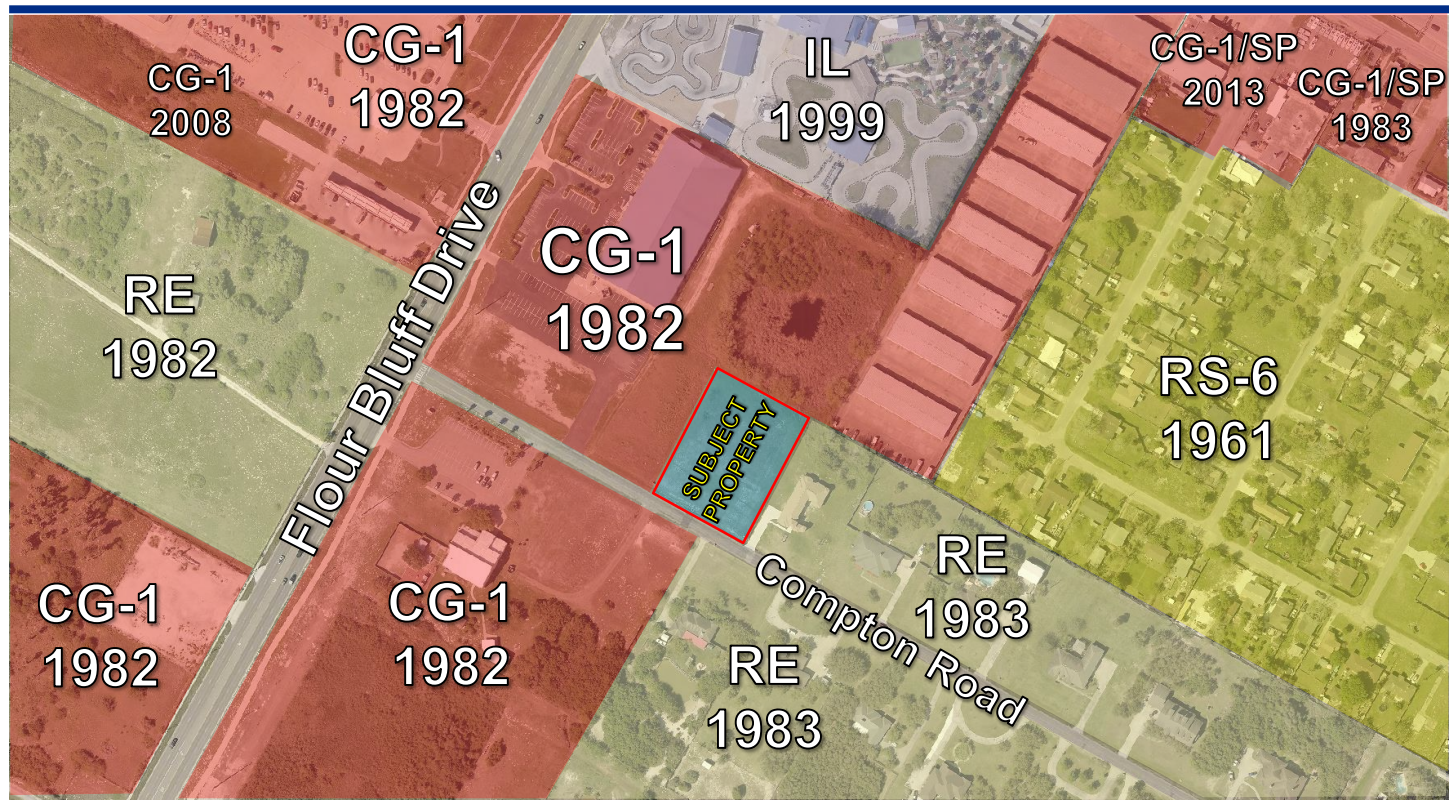 CG-1
1982
CG-1
2008
IL
1999
CG-1/SP
2013
CG-1/SP
1983
RE
1982
Flour Bluff Drive
CG-1
1982
RS-6
1961
SUBJECT
PROPERTY
CG-1
1982
CG-1
1982
RE
1983
Compton Road
RE
1983